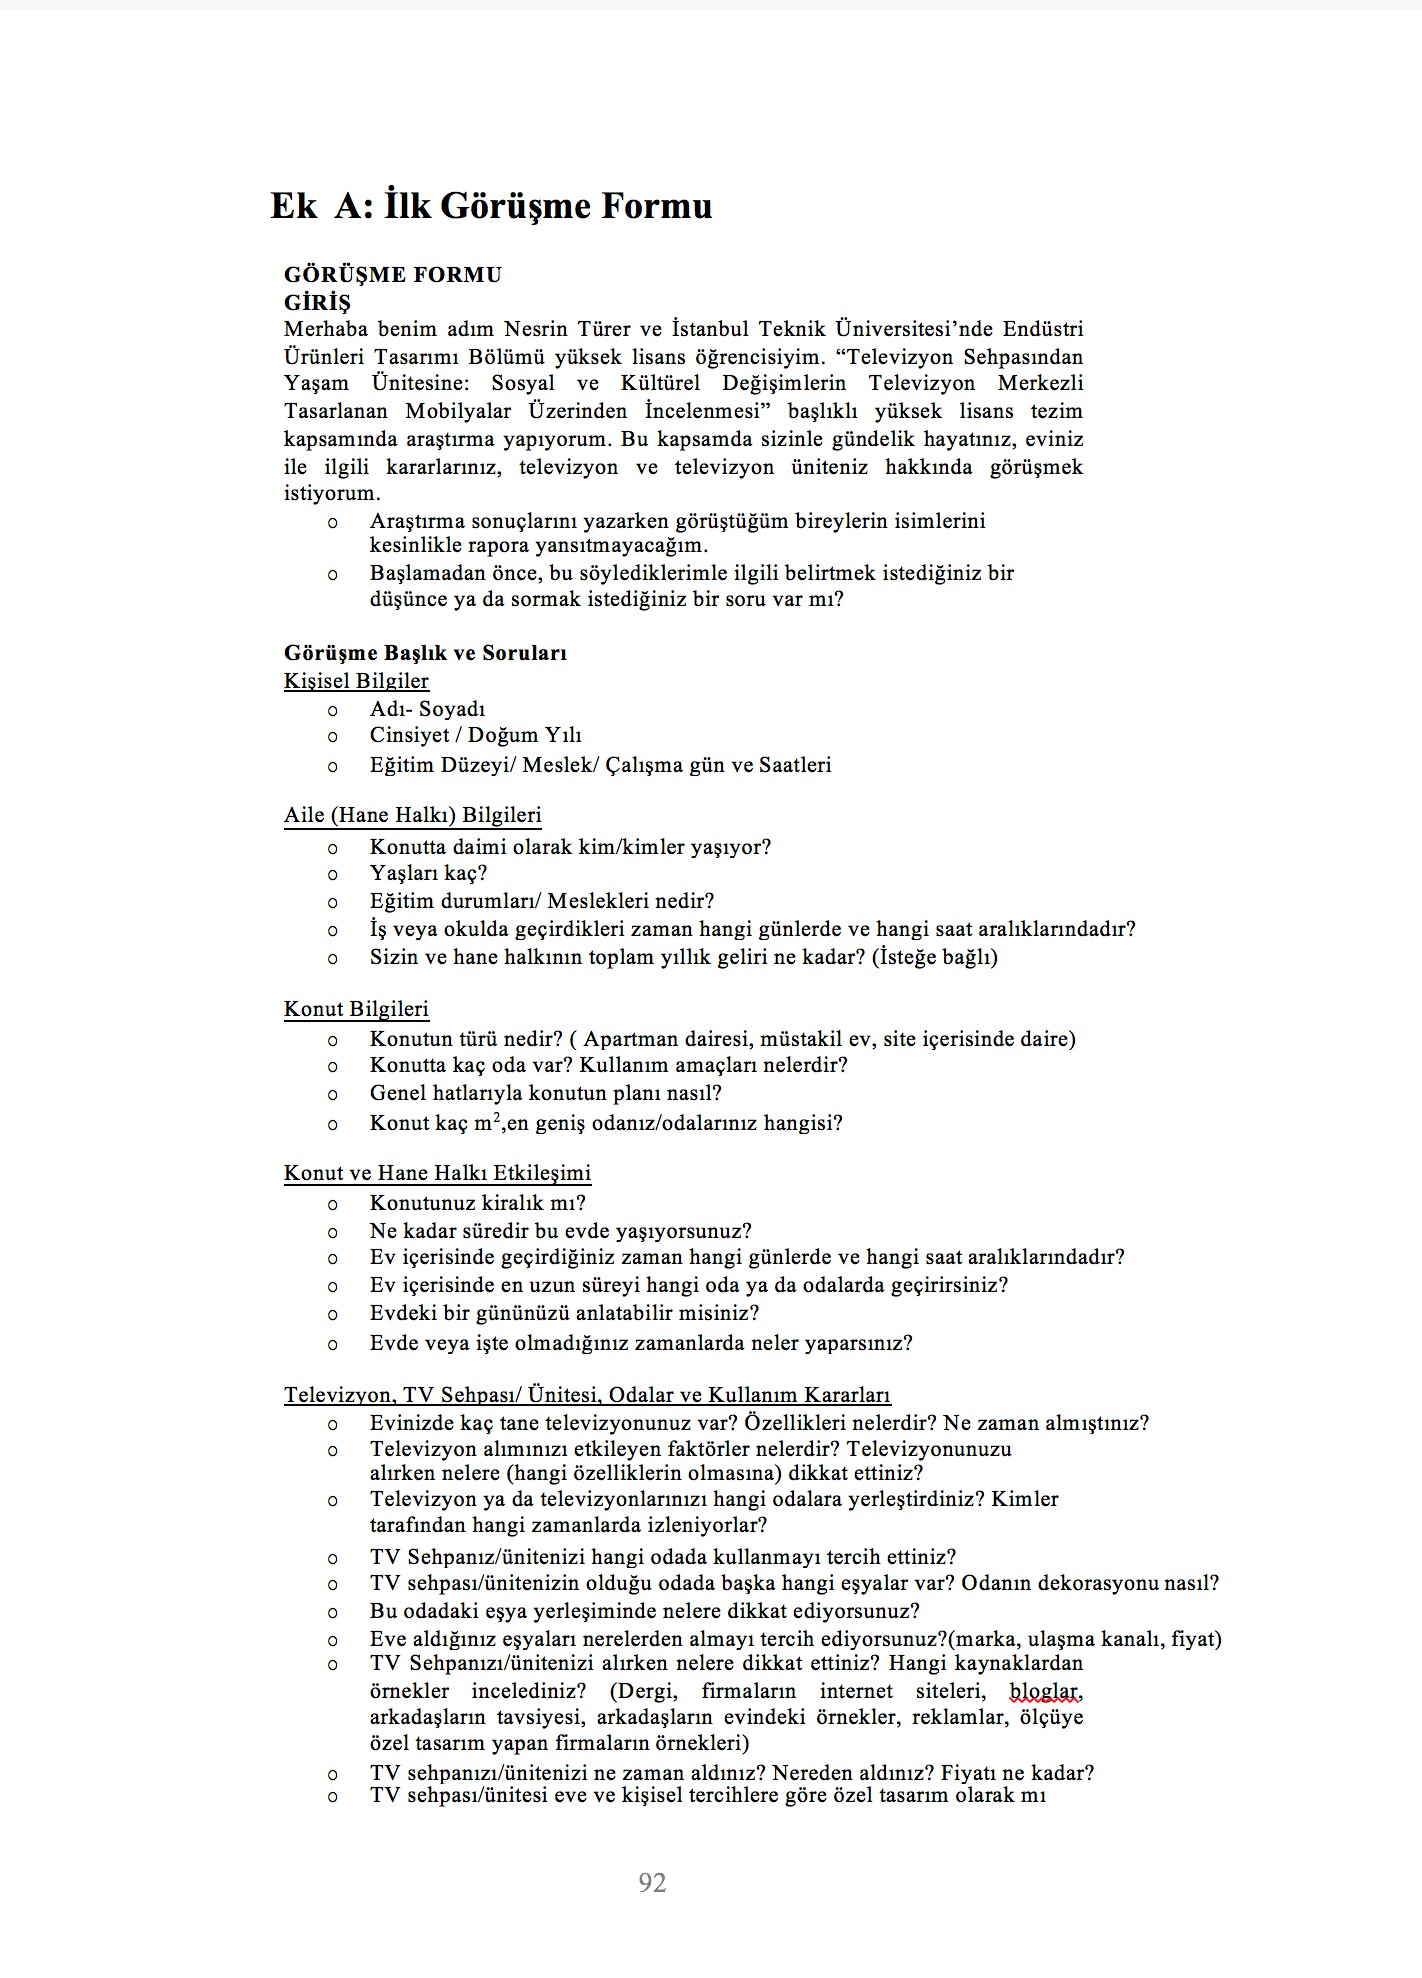 Ek A: İlk Görüşme Formu
GÖRÜŞME FORMU
GİRİŞ
Merhaba benim adım Nesrin Türer ve İstanbul Teknik Üniversitesi’nde Endüstri
Ürünleri Tasarımı Bölümü yüksek lisans öğrencisiyim. “Televizyon Sehpasından
Yaşam Ünitesine: Sosyal ve Kültürel Değişimlerin Televizyon Merkezli
Tasarlanan Mobilyalar Üzerinden İncelenmesi” başlıklı yüksek lisans tezim
kapsamında araştırma yapıyorum. Bu kapsamda sizinle gündelik hayatınız, eviniz
ile ilgili kararlarınız, televizyon ve televizyon üniteniz hakkında görüşmek
istiyorum.
o Araştırma sonuçlarını yazarken görüştüğüm bireylerin isimlerini
kesinlikle rapora yansıtmayacağım.
o Başlamadan önce, bu söylediklerimle ilgili belirtmek istediğiniz bir
düşünce ya da sormak istediğiniz bir soru var mı?
Görüşme Başlık ve Soruları
Kişisel Bilgiler
o Adı- Soyadı
o Cinsiyet / Doğum Yılı
o Eğitim Düzeyi/ Meslek/ Çalışma gün ve Saatleri
Aile (Hane Halkı) Bilgileri
o Konutta daimi olarak kim/kimler yaşıyor?
o Yaşları kaç?
o Eğitim durumları/ Meslekleri nedir?
o İş veya okulda geçirdikleri zaman hangi günlerde ve hangi saat aralıklarındadır?
o Sizin ve hane halkının toplam yıllık geliri ne kadar? (İsteğe bağlı)
Konut Bilgileri
o Konutun türü nedir? ( Apartman dairesi, müstakil ev, site içerisinde daire)
o Konutta kaç oda var? Kullanım amaçları nelerdir?
o Genel hatlarıyla konutun planı nasıl?
o Konut kaç m²,en geniş odanız/odalarınız hangisi?
Konut ve Hane Halkı Etkileşimi
o Konutunuz kiralık mı?
o Ne kadar süredir bu evde yaşıyorsunuz?
o Ev içerisinde geçirdiğiniz zaman hangi günlerde ve hangi saat aralıklarındadır?
o Ev içerisinde en uzun süreyi hangi oda ya da odalarda geçirirsiniz?
o Evdeki bir gününüzü anlatabilir misiniz?
o Evde veya işte olmadığınız zamanlarda neler yaparsınız?
Televizyon, TV Sehpası/ Ünitesi, Odalar ve Kullanım Kararları
o Evinizde kaç tane televizyonunuz var? Özellikleri nelerdir? Ne zaman almıştınız?
o Televizyon alımınızı etkileyen faktörler nelerdir? Televizyonunuzu
alırken nelere (hangi özelliklerin olmasına) dikkat ettiniz?
o Televizyon ya da televizyonlarınızı hangi odalara yerleştirdiniz? Kimler
tarafından hangi zamanlarda izleniyorlar?
o TV Sehpanız/ünitenizi hangi odada kullanmayı tercih ettiniz?
o TV sehpası/ünitenizin olduğu odada başka hangi eşyalar var? Odanın dekorasyonu nasıl?
o Bu odadaki eşya yerleşiminde nelere dikkat ediyorsunuz?
o Eve aldığınız eşyaları nerelerden almayı tercih ediyorsunuz?(marka, ulaşma kanalı, fiyat)
o TV Sehpanızı/ünitenizi alırken nelere dikkat ettiniz? Hangi kaynaklardan
örnekler incelediniz? (Dergi, firmaların internet siteleri, bloglar,
arkadaşların tavsiyesi, arkadaşların evindeki örnekler, reklamlar, ölçüye
özel tasarım yapan firmaların örnekleri)
o TV sehpanızı/ünitenizi ne zaman aldınız? Nereden aldınız? Fiyatı ne kadar?
o TV sehpası/ünitesi eve ve kişisel tercihlere göre özel tasarım olarak mı
92